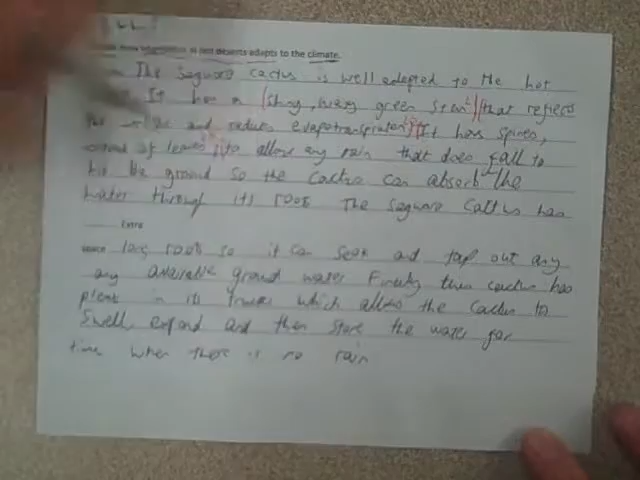 how vegetation in hot deserts adapts to the climate.
The saguaro cactus is well adapted to the hot
It has a shiny, waxy green stem that reflects
the and reduces evapotranspiration It has spines,
instead of leaves, to allow any rain that does fall to
hit the ground so the cactus can absorb the
water through its root The saguaro cactus has
Extra
space long roots so it can seek and tap out any
any available ground water Finally this cactus has
pleats in its trunk which allows the cactus to
swell, expand and then store the water for
time when there is no rain